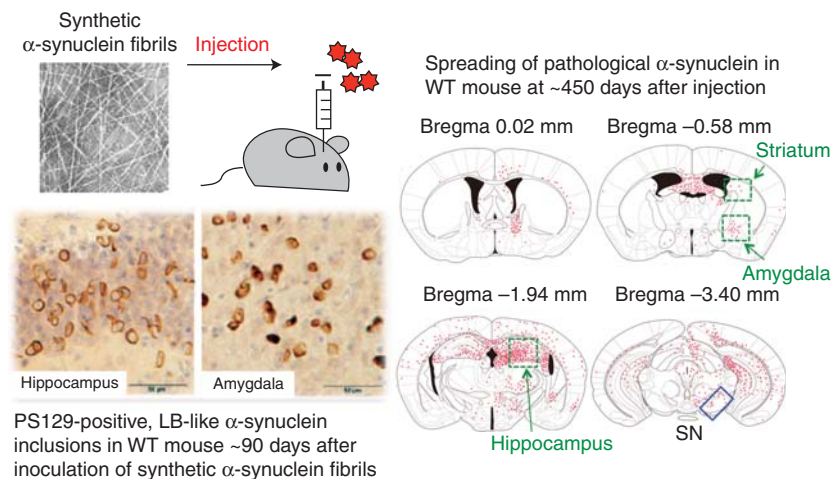 Synthetic
α-synuclein fibrils
Injection
Hippocampus
Amygdala
PS129-positive, LB-like α-synuclein
inclusions in WT mouse ~90 days after
inoculation of synthetic α-synuclein fibrils
Spreading of pathological α-synuclein in
WT mouse at ~450 days after injection
Bregma 0.02 mm
Bregma –0.58 mm
Striatum
Amygdala
Bregma –1.94 mm
Bregma –3.40 mm
Hippocampus
SN